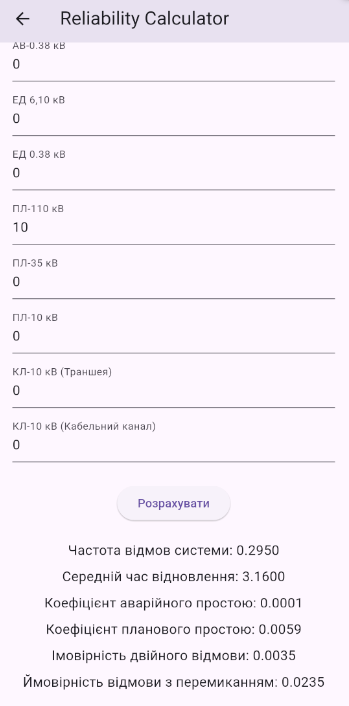 Reliability Calculator
АВ-0.38 кВ
0
ЕД 6,10 кВ
0
ЕД 0.38 кВ
0
ПЛ-110 кВ
10
ПЛ-35 кВ
0
ПЛ-10 кВ
0
КЛ-10 кВ (Траншея)
0
КЛ-10 кВ (Кабельний канал)
0
Розрахувати
Частота відмов системи: 0.2950
Середній час відновлення: 3.1600
Коефіцієнт аварійного простою: 0.0001
Коефіцієнт планового простою: 0.0059
Імовірність двійного відмови: 0.0035
Ймовірність відмови з перемиканням: 0.0235